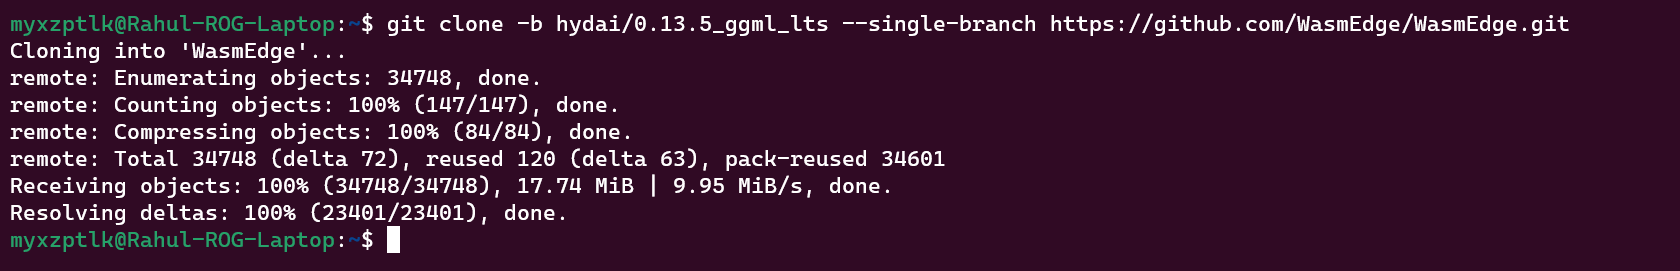 myxzptlk@Rahul-ROG-Laptop:~$ git clone -b hydai/0.13.5_ggml_lts --single-branch https://github.com/WasmEdge/WasmEdge.git
Cloning into 'WasmEdge'...
remote: Enumerating objects: 34748, done.
remote: Counting objects: 100% (147/147), done.
remote: Compressing objects: 100% (84/84), done.
remote: Total 34748 (delta 72), reused 120 (delta 63), pack-reused 34601
Receiving objects: 100% (34748/34748), 17.74 MiB | 9.95 MiB/s, done.
Resolving deltas: 100% (23401/23401), done.
myxzptlk@Rahul-ROG-Laptop:~$